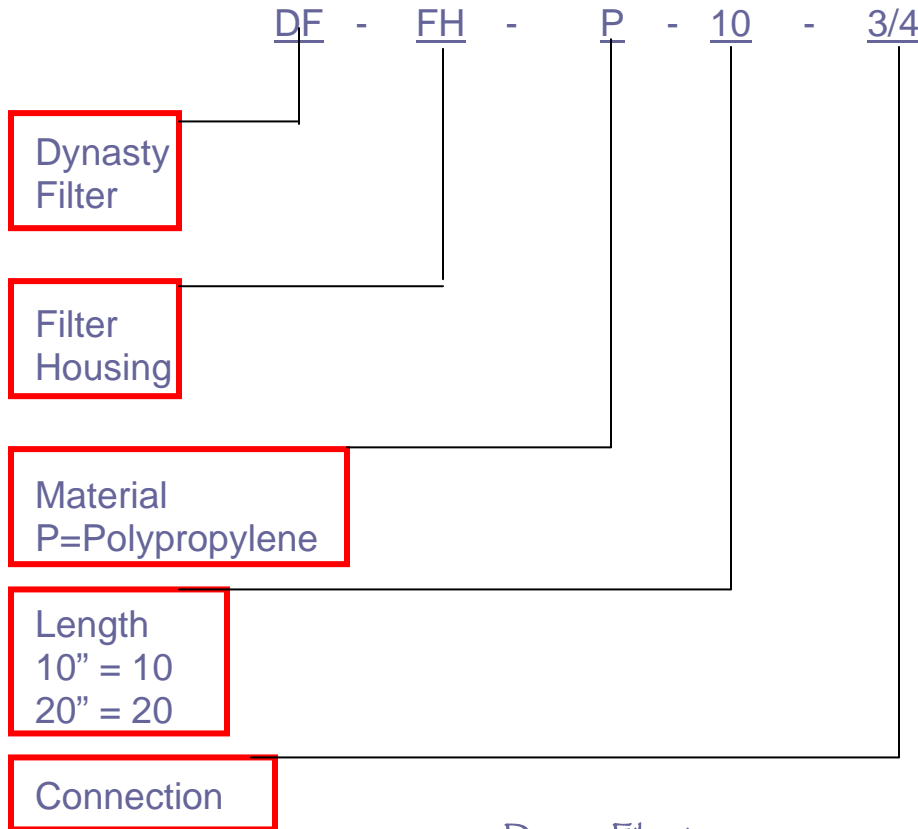 DF - FH - P - 10 - 3/4
Dynasty
Filter
Filter
Housing
Material
P=Polypropylene
Length
10” = 10
20” = 20
Connection